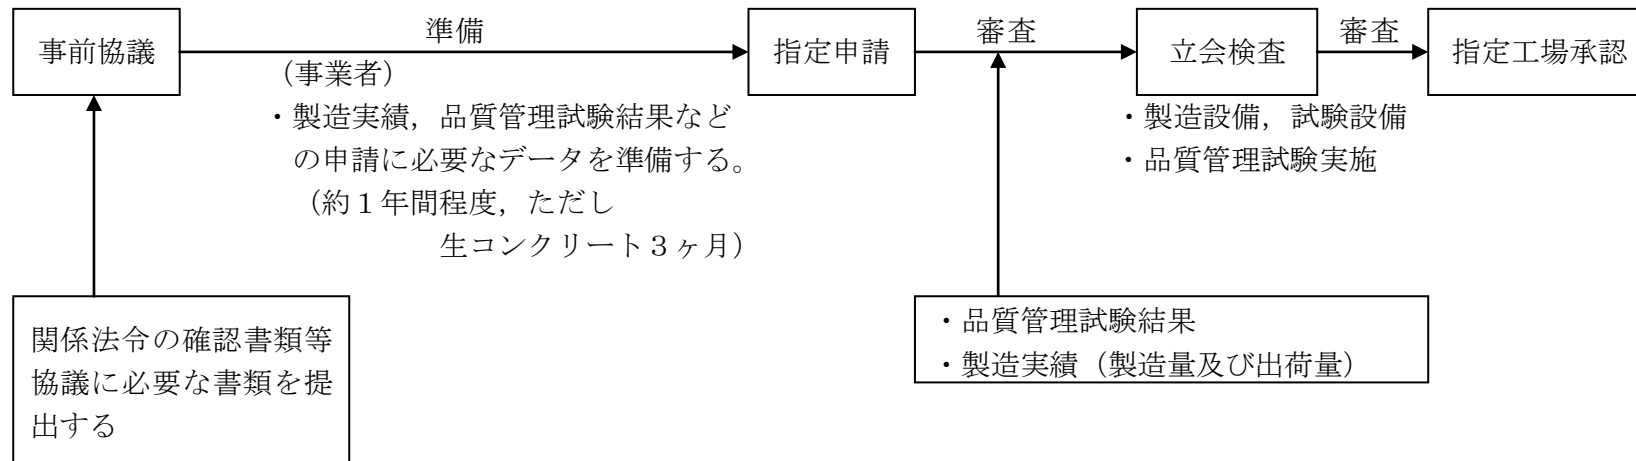 事前協議
準備
指定申請
審査
立会検査
審査
指定工場承認
（事業者）
・製造実績，品質管理試験結果など
の申請に必要なデータを準備する。
（約１年間程度，ただし
生コンクリート３ヶ月）
・製造設備，試験設備
・品質管理試験実施
関係法令の確認書類等
協議に必要な書類を提
出する
・品質管理試験結果
・製造実績（製造量及び出荷量）